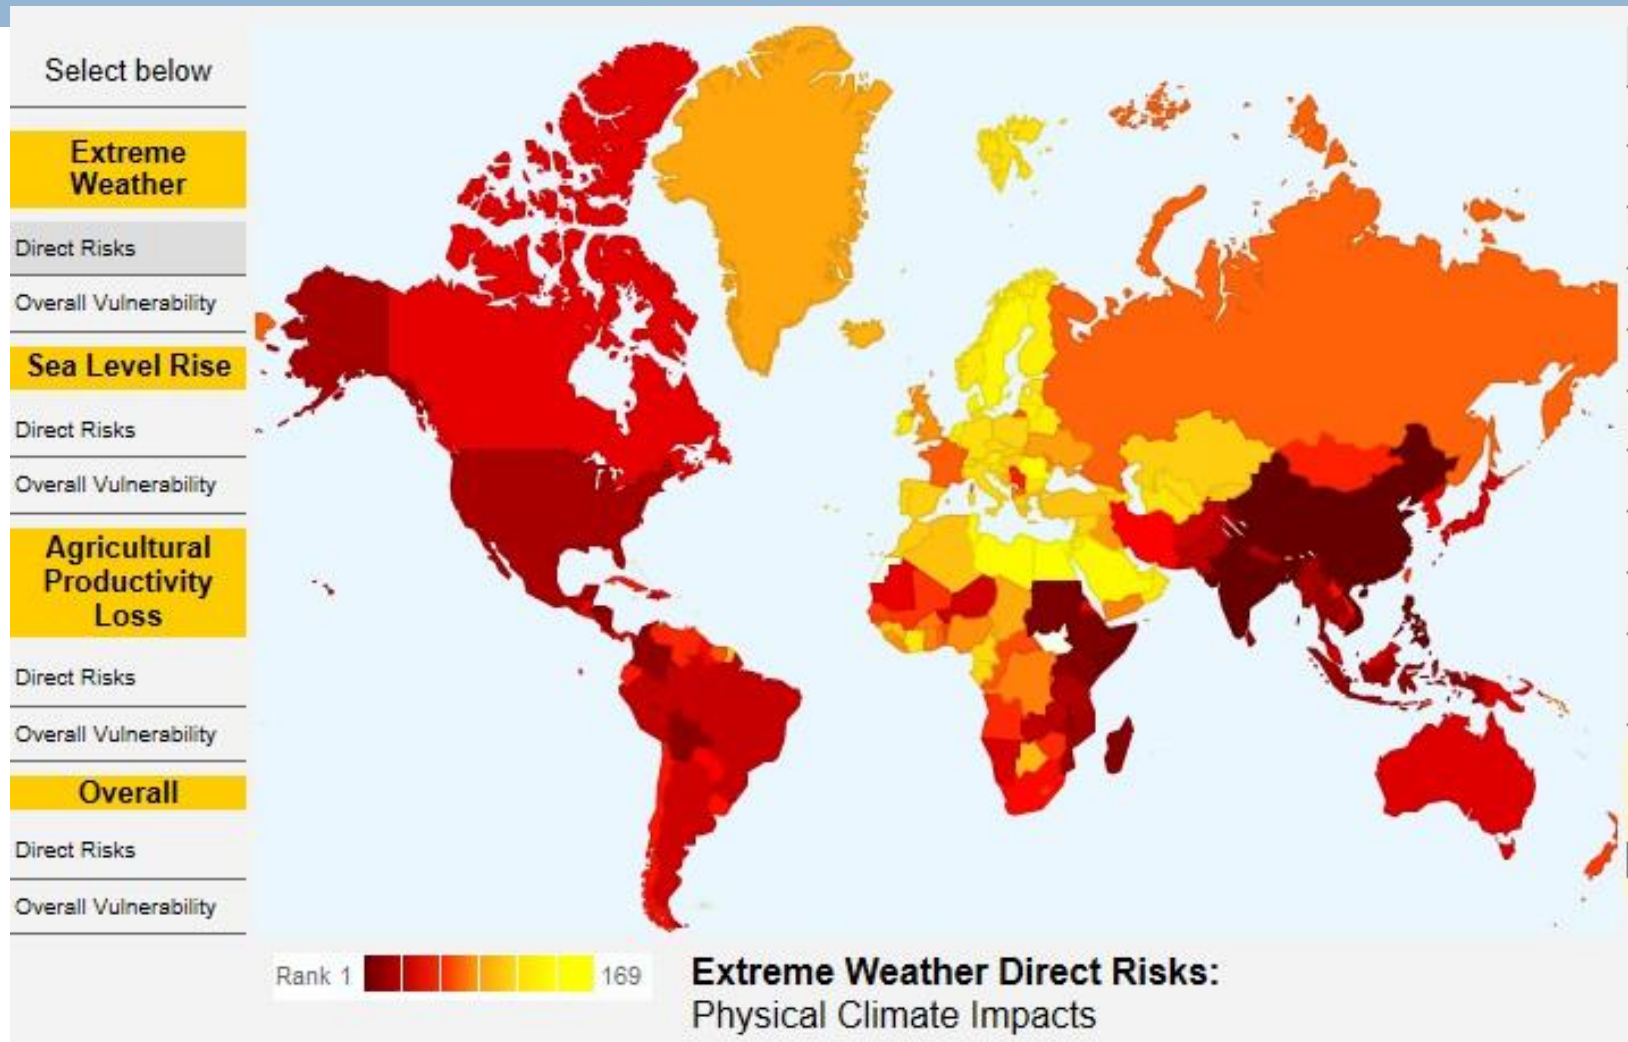 Select below
Extreme
Weather
Direct Risks
Overall Vulnerability
Sea Level Rise
Direct Risks
Overall Vulnerability
Agricultural
Productivity
Loss
Direct Risks
Overall Vulnerability
Overall
Direct Risks
Overall Vulnerability
Rank 1 169
Extreme Weather Direct Risks:
Physical Climate Impacts